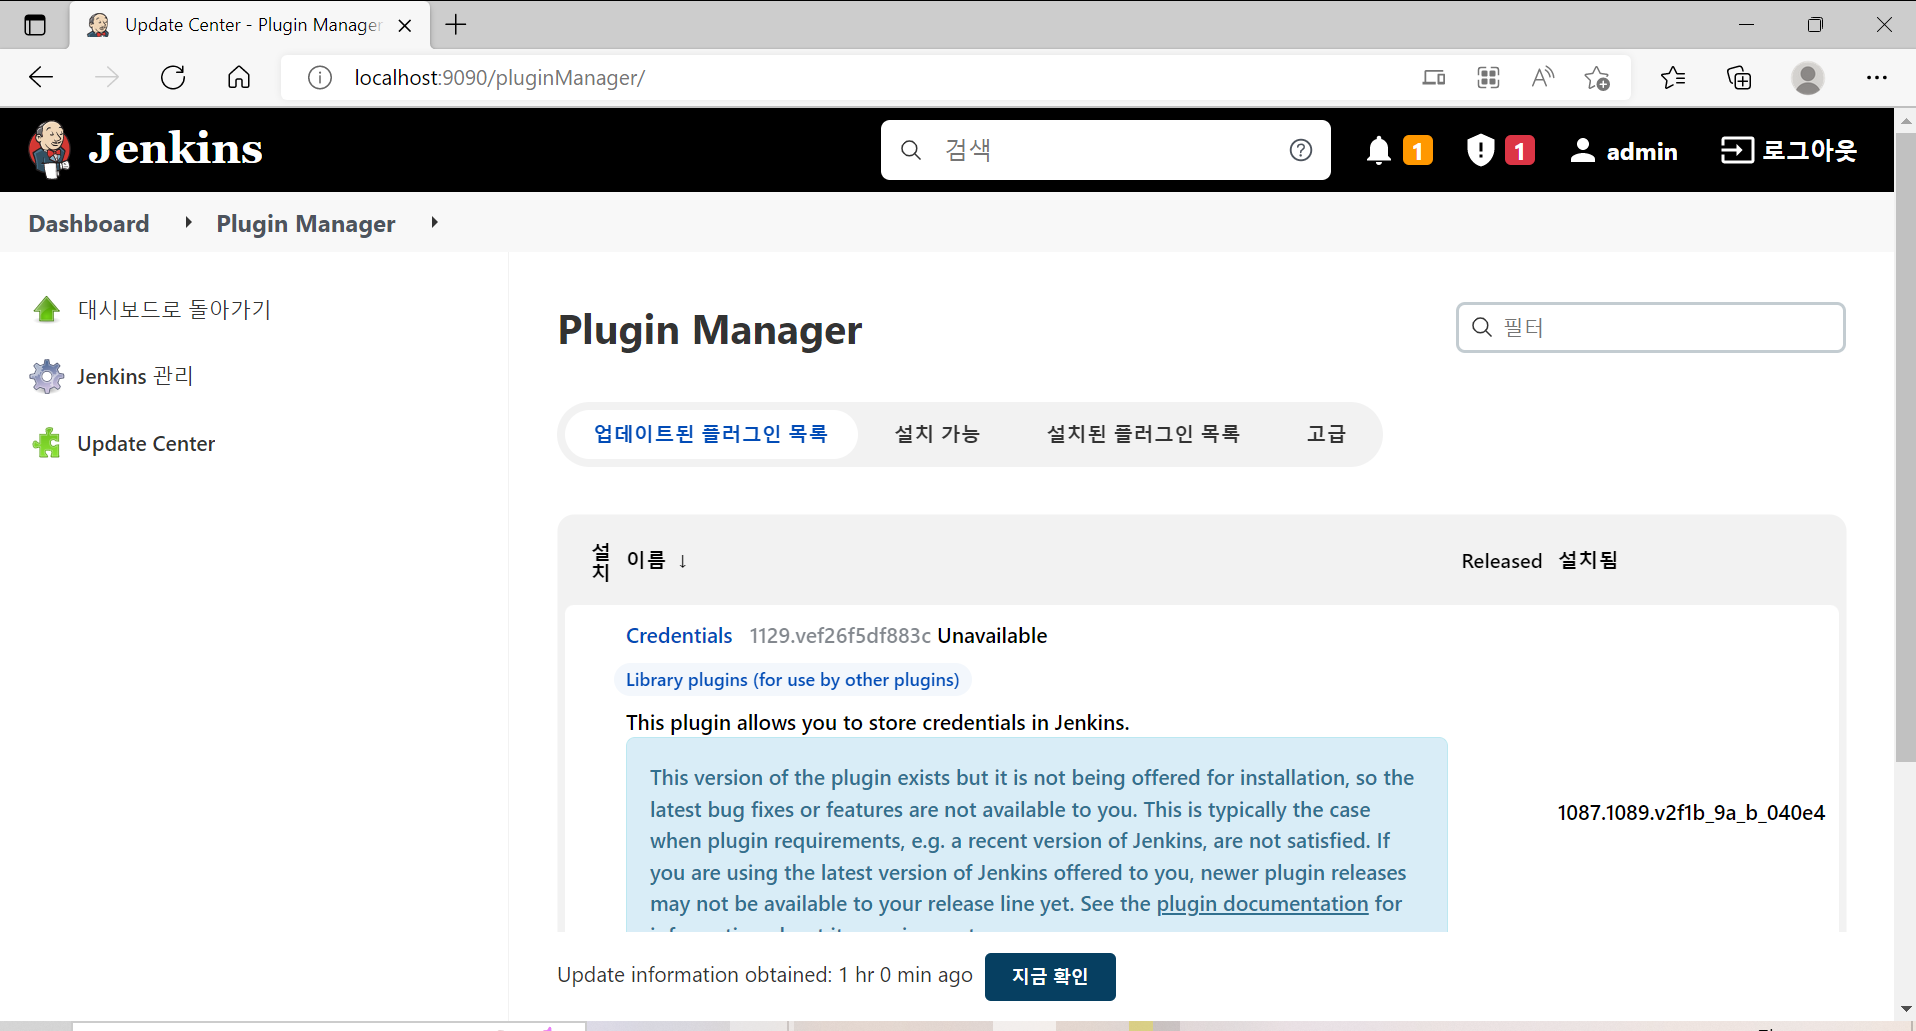 Update Center - Plugin Manager
localhost:9090/pluginManager/
Jenkins
검색
1
1
admin
로그아웃
Dashboard
Plugin Manager
대시보드로 돌아가기
Jenkins 관리
Update Center
Plugin Manager
필터
업데이트된 플러그인 목록
설치 가능
설치된 플러그인 목록
고급
설치
이름 ↓
Released
설치됨
Credentials 1129.vef26f5df883c Unavailable
Library plugins (for use by other plugins)
This plugin allows you to store credentials in Jenkins.
This version of the plugin exists but it is not being offered for installation, so the
latest bug fixes or features are not available to you. This is typically the case
when plugin requirements, e.g. a recent version of Jenkins, are not satisfied. If
you are using the latest version of Jenkins offered to you, newer plugin releases
may not be available to your release line yet. See the plugin documentation for
1087.1089.v2f1b_9a_b_040e4
Update information obtained: 1 hr 0 min ago
지금 확인